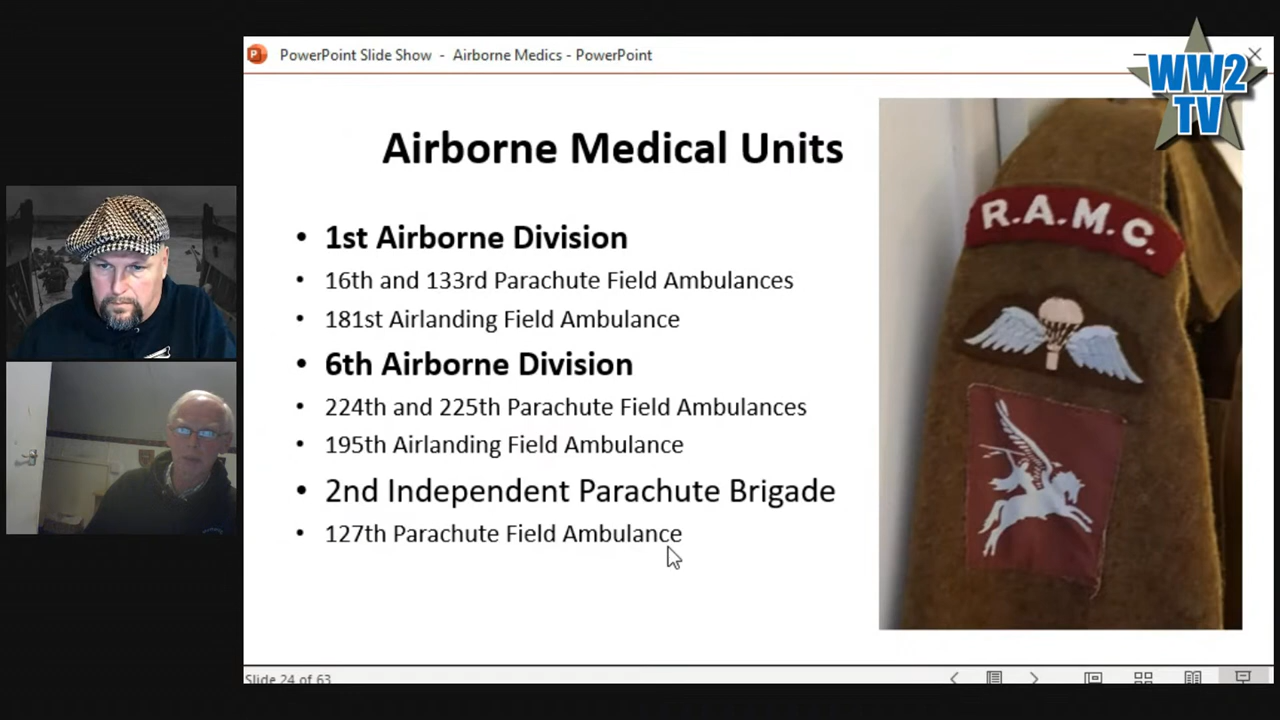 PowerPoint Slide Show - Airborne Medics - PowerPoint
WW2
TV
Airborne Medical Units
R.A.M.C.
• 1st Airborne Division
• 16th and 133rd Parachute Field Ambulances
• 181st Airlanding Field Ambulance
• 6th Airborne Division
• 224th and 225th Parachute Field Ambulances
• 195th Airlanding Field Ambulance
• 2nd Independent Parachute Brigade
• 127th Parachute Field Ambulance
Slide 24 of 63